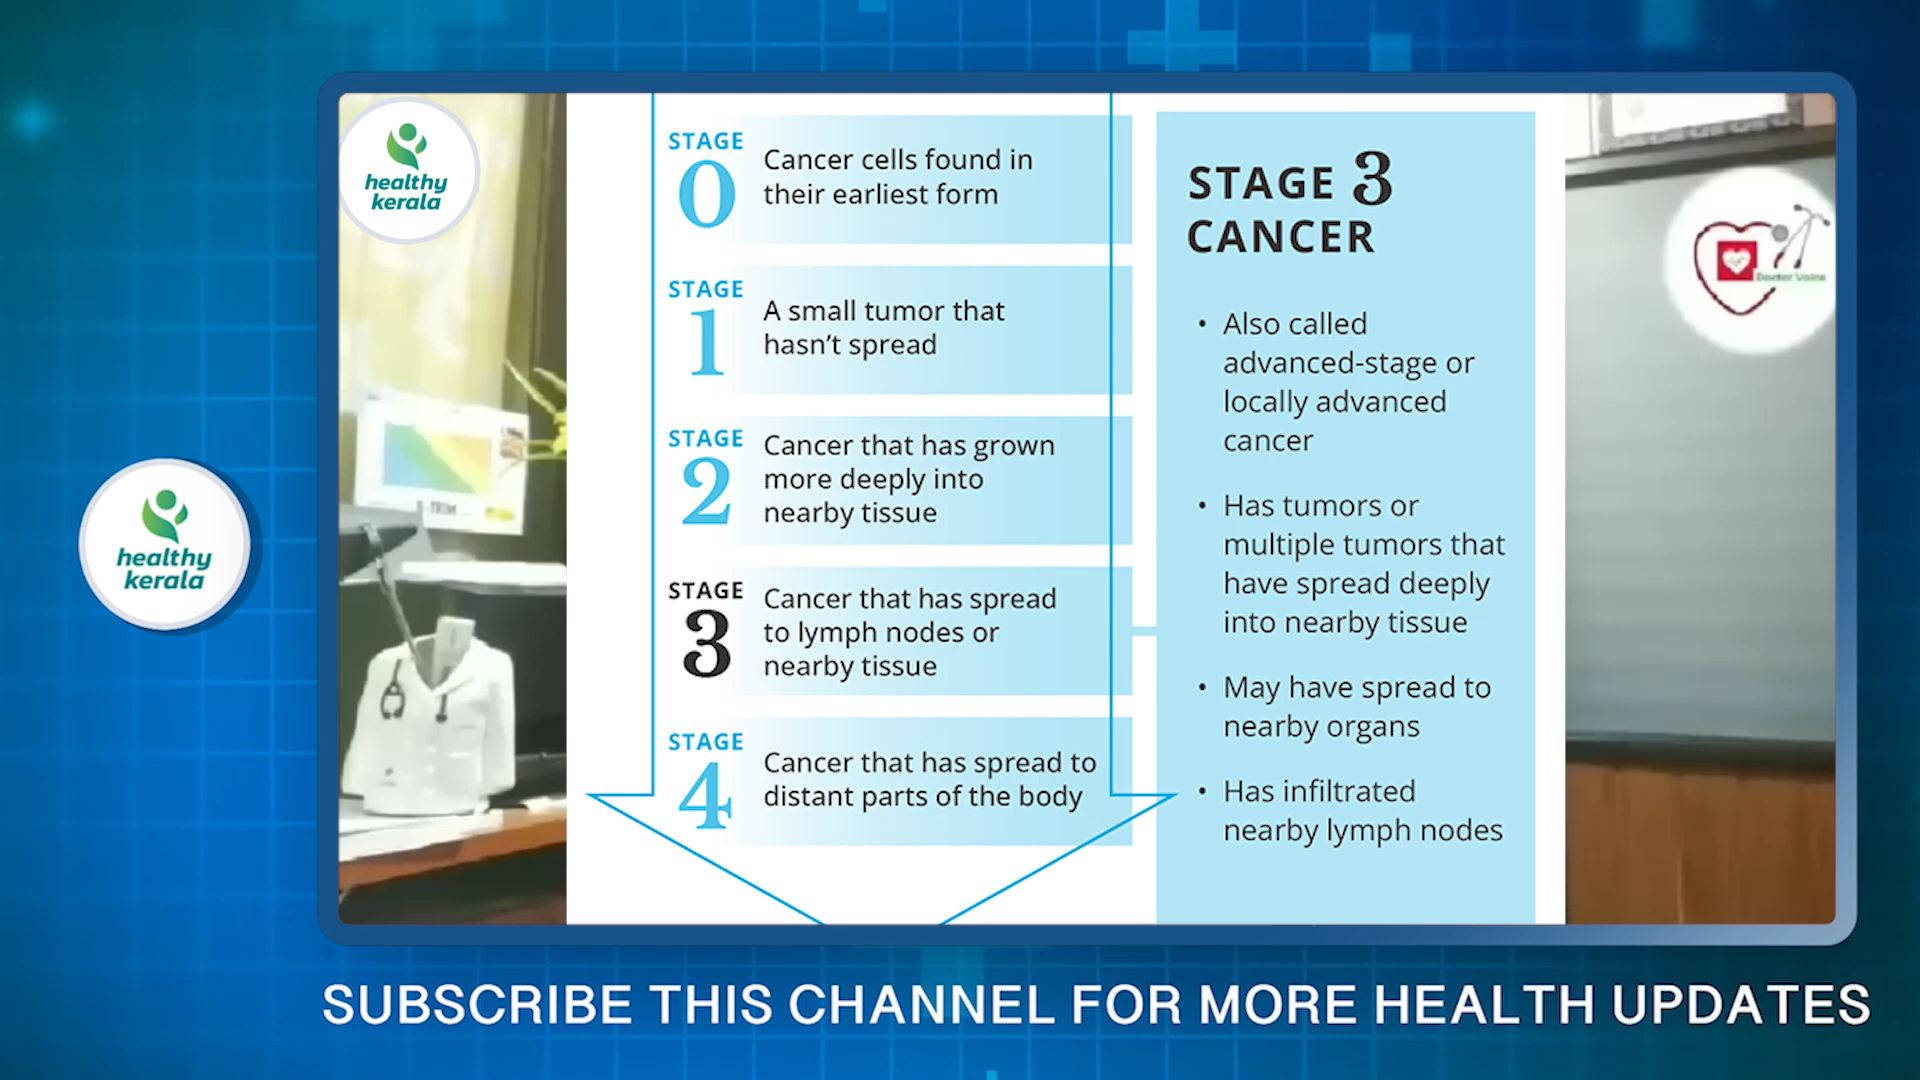 healthy
kerala
STAGE
0
Cancer cells found in
their earliest form
STAGE
1
A small tumor that
hasn't spread
STAGE
2
Cancer that has grown
more deeply into
nearby tissue
STAGE
3
Cancer that has spread
to lymph nodes or
nearby tissue
STAGE
4
Cancer that has spread to
distant parts of the body
STAGE 3
CANCER
• Also called
advanced-stage or
locally advanced
cancer
• Has tumors or
multiple tumors that
have spread deeply
into nearby tissue
• May have spread to
nearby organs
• Has infiltrated
nearby lymph nodes
Doctor Voice
healthy
kerala
SUBSCRIBE THIS CHANNEL FOR MORE HEALTH UPDATES